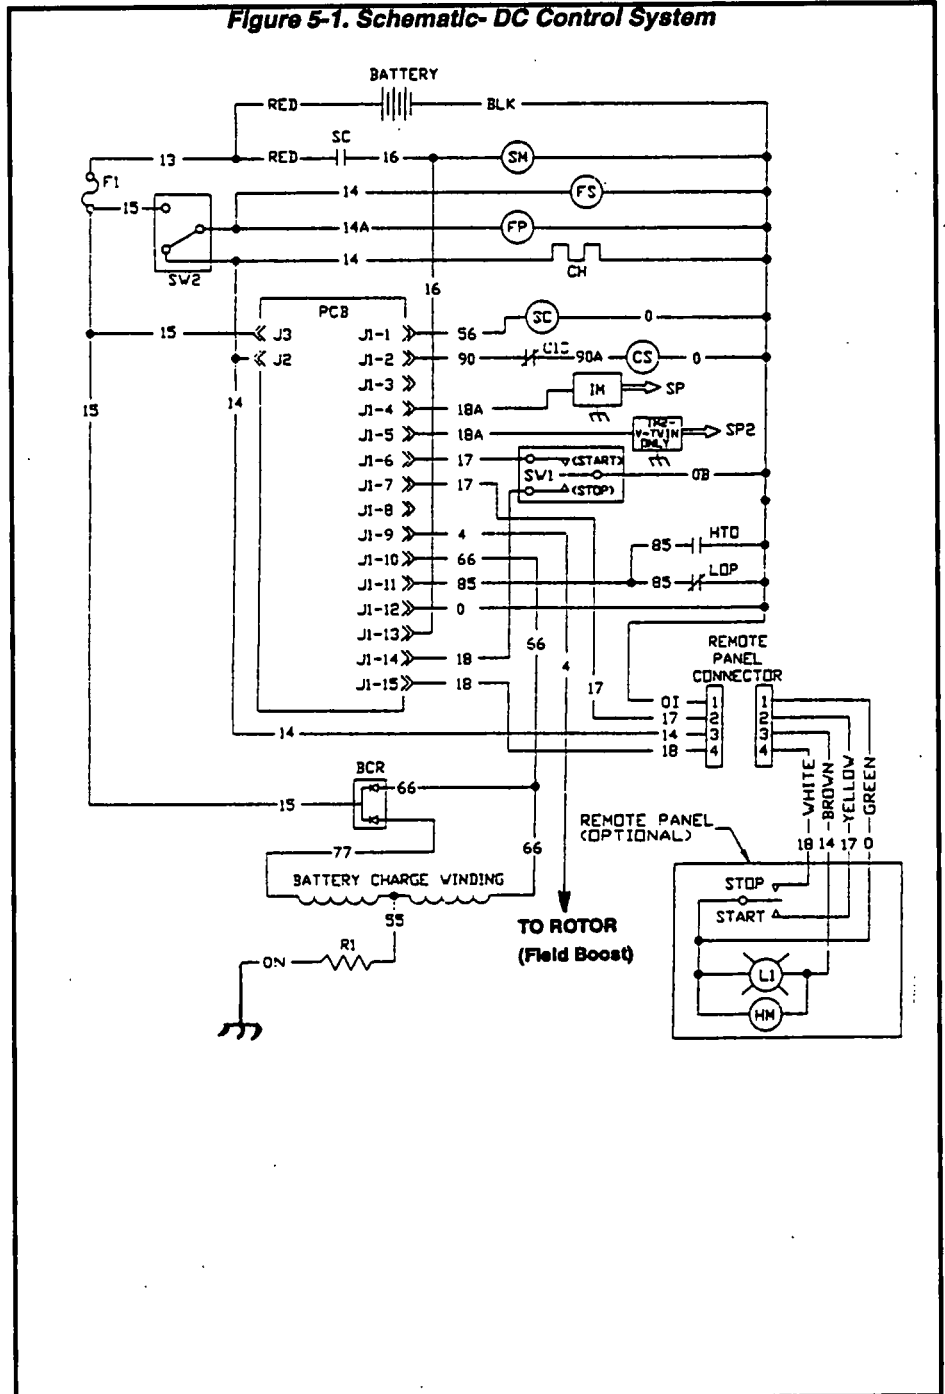 Figure 5-1. Schematic- DC Control System
BATTERY
RED
BLK
SC
13
RED
16
SM
F1
14
FS
15
14A
FP
14
CH
SW2
16
PCB
15
J3
J1-1
56
SC
0
J2
J1-2
90
90A
CS
0
14
J1-3
15
J1-4
18A
IM
SP
J1-5
18A
V-TWIN
ONLY
SP2
J1-6
17
(START)
SW1
0B
J1-7
17
(STOP)
J1-8
J1-9
4
85
HTO
J1-10
66
J1-11
85
85
LOP
J1-12
0
J1-13
66
REMOTE
PANEL
CONNECTOR
J1-14
18
4
17
J1-15
18
0I
1
1
17
2
2
14
14
3
3
18
4
4
BCR
66
15
WHITE
BROWN
YELLOW
GREEN
REMOTE PANEL
(OPTIONAL)
18
14
17
0
77
66
BATTERY CHARGE WINDING
STOP
55
TO ROTOR
START
R1
(Field Boost)
0N
L1
HM